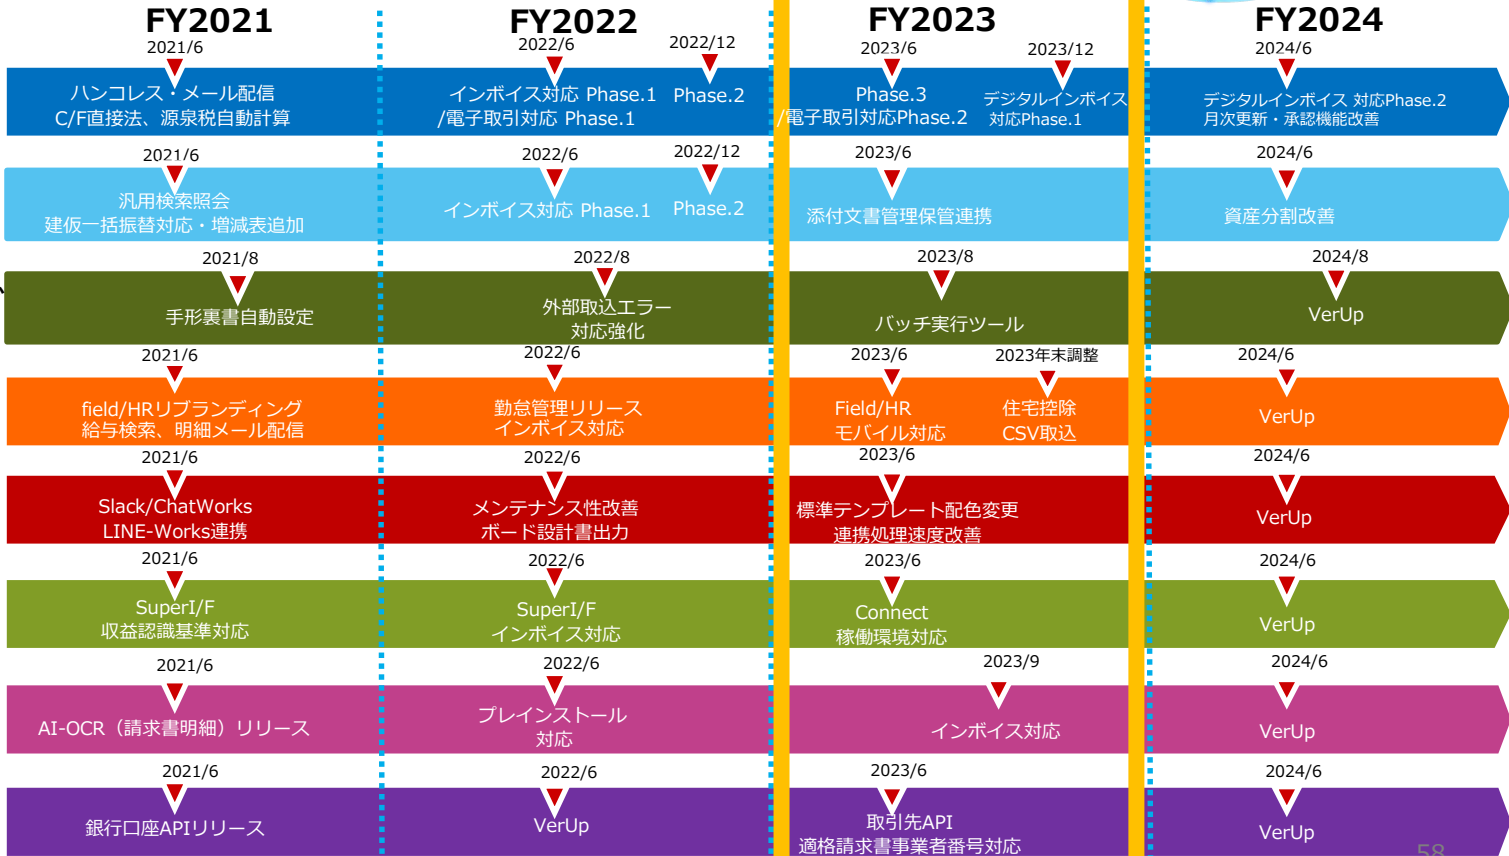 FY2021
FY2022
FY2023
FY2024
2021/6
2022/6
2022/12
2023/6
2023/12
2024/6
ハンコレス・メール配信
C/F直接法、源泉税自動計算
インボイス対応 Phase.1
/電子取引対応 Phase.1
Phase.2
Phase.3
/電子取引対応Phase.2
デジタルインボイス
対応Phase.1
デジタルインボイス 対応Phase.2
月次更新・承認機能改善
2021/6
2022/6
2022/12
2023/6
2024/6
汎用検索照会
建仮一括振替対応・増減表追加
インボイス対応 Phase.1
Phase.2
添付文書管理保管連携
資産分割改善
2021/8
2022/8
2023/8
2024/8
手形裏書自動設定
外部取込エラー
対応強化
バッチ実行ツール
VerUp
2021/6
2022/6
2023/6
2023年末調整
2024/6
field/HRリブランディング
給与検索、明細メール配信
勤怠管理リリース
インボイス対応
Field/HR
モバイル対応
住宅控除
CSV取込
VerUp
2021/6
2022/6
2023/6
2024/6
Slack/ChatWorks
LINE-Works連携
メンテナンス性改善
ボード設計書出力
標準テンプレート配色変更
連携処理速度改善
VerUp
2021/6
2022/6
2023/6
2024/6
SuperI/F
収益認識基準対応
SuperI/F
インボイス対応
Connect
稼働環境対応
VerUp
2021/6
2022/6
2023/9
2024/6
AI-OCR（請求書明細）リリース
プレインストール
対応
インボイス対応
VerUp
2021/6
2022/6
2023/6
2024/6
銀行口座APIリリース
VerUp
取引先API
適格請求書事業者番号対応
VerUp
58